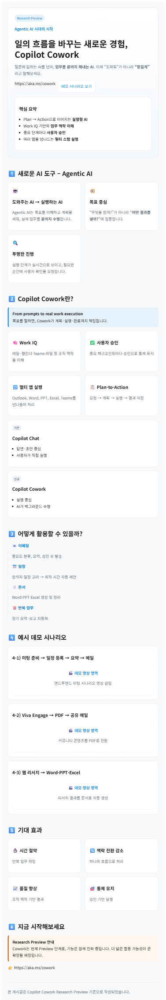 Research Preview
Agentic AI 시대의 시작
일의 흐름을 바꾸는 새로운 경험,
Copilot Cowork
질문에 답하는 AI를 넘어, 업무를 끝까지 해내는 AI. 이제 “도와줘”가 아니라 “맡길게”
라고 말해보세요.
https://aka.ms/cowork 데모 시나리오 보기
핵심 요약
Plan → Action으로 이어지는 실행형 AI
Work IQ 기반의 업무 맥락 이해
중요 단계마다 사용자 승인
여러 앱을 넘나드는 멀티 스텝 실행
1 새로운 AI 도구 – Agentic AI
도와주는 AI → 실행하는 AI
Agentic AI는 목표를 이해하고 계획을
세워, 실제 업무를 끝까지 수행합니다.
목표 중심
“무엇을 할까?”가 아니라 “어떤 결과를
낼까?”에 집중합니다.
투명한 진행
실행 단계가 실시간으로 보이고, 필요한
순간에 사용자 확인을 요청합니다.
2 Copilot Cowork란?
From prompts to real work execution
목표를 말하면, Cowork가 계획·실행·완료까지 책임집니다.
Work IQ
메일·캘린더·Teams·파일 등 조직 맥락
을 이해
사용자 승인
중요 체크포인트마다 승인으로 통제 유지
멀티 앱 실행
Outlook, Word, PPT, Excel, Teams를
넘나들며 처리
Plan-to-Action
요청 → 계획 → 실행 → 결과 저장
기존
Copilot Chat
답변·초안 중심
사용자가 직접 실행
신규
Copilot Cowork
실행 중심
AI가 백그라운드 수행
3 어떻게 활용할 수 있을까?
이메일
중요도 분류, 요약, 승인 후 발송
일정
참석자 일정 고려 → 최적 시간 자동 제안
문서
Word·PPT·Excel 생성 및 정리
반복 업무
정기 요약·보고 자동화
4 예시 데모 시나리오
4-1) 미팅 준비 → 일정 등록 → 요약 → 메일
데모 영상 영역
엔드투엔드 미팅 시나리오 영상 삽입
4-2) Viva Engage → PDF → 공유 메일
데모 영상 영역
커뮤니티 콘텐츠를 PDF로 전환
4-3) 웹 리서치 → Word·PPT·Excel
데모 영상 영역
리서치 결과를 문서로 자동 생성
5 기대 효과
시간 절약
반복 업무 위임
맥락 전환 감소
하나의 흐름으로 처리
품질 향상
조직 맥락 기반 결과
통제 유지
승인 기반 실행
6 지금 시작해보세요
Research Preview 안내
Cowork는 현재 Preview 단계로, 기능은 함께 진화 중입니다. 더 넓은 활용 가능성이 곧
확장될 예정입니다.
https://aka.ms/cowork
본 게시글은 Copilot Cowork Research Preview 기준으로 작성되었습니다.